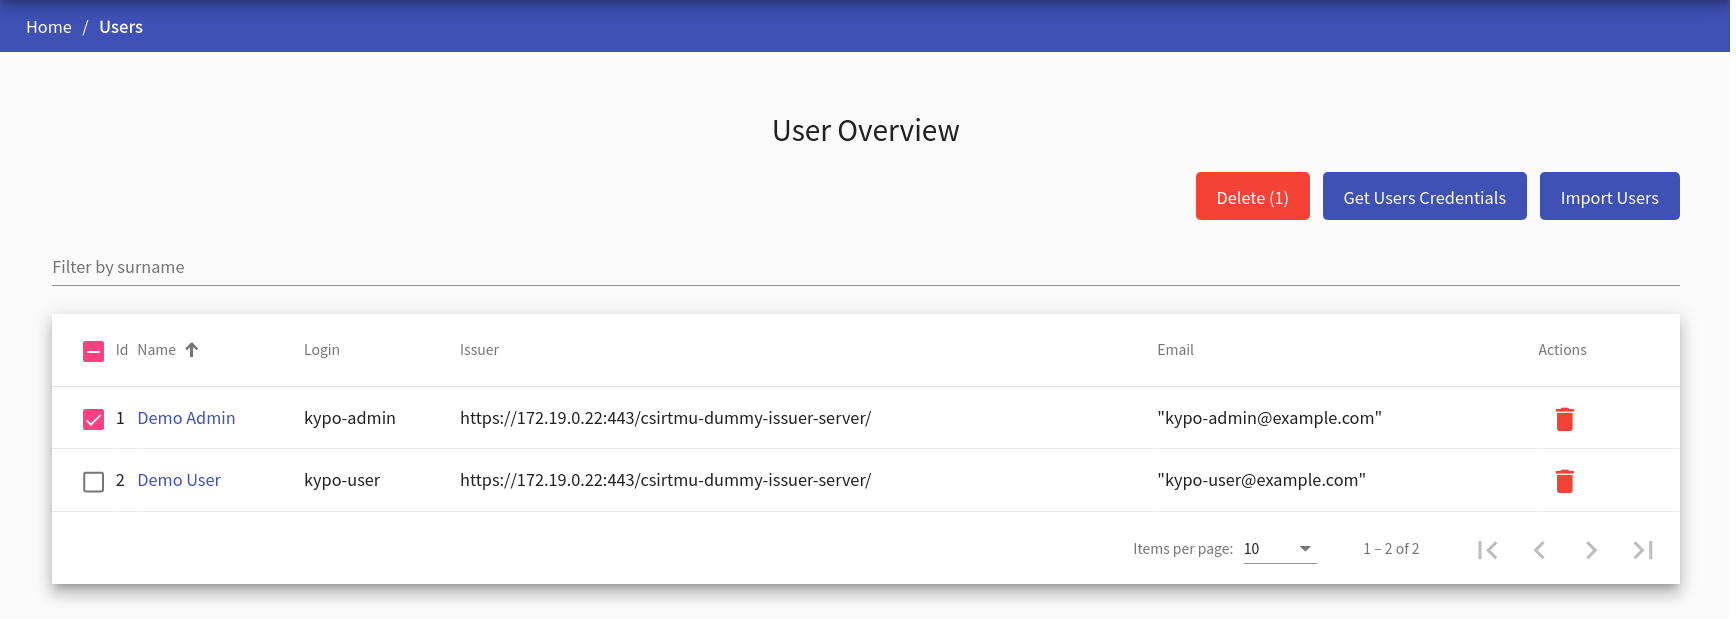 Home / Users
User Overview
Delete (1) Get Users Credentials Import Users
Filter by surname
Id Name Login Issuer Email Actions
1 Demo Admin kypo-admin https://172.19.0.22:443/csirtmu-dummy-issuer-server/ "kypo-admin@example.com"
2 Demo User kypo-user https://172.19.0.22:443/csirtmu-dummy-issuer-server/ "kypo-user@example.com"
Items per page: 10 1 – 2 of 2